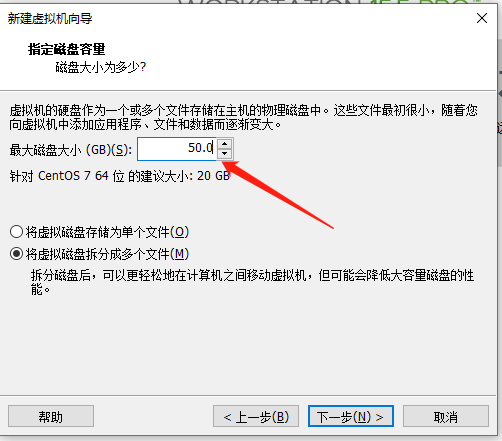 新建虚拟机向导
指定磁盘容量
磁盘大小为多少?
虚拟机的硬盘作为一个或多个文件存储在主机的物理磁盘中。这些文件最初很小，随着您
向虚拟机中添加应用程序、文件和数据而逐渐变大。
最大磁盘大小 (GB)(S): 50.0
针对 CentOS 7 64 位 的建议大小: 20 GB
将虚拟磁盘存储为单个文件(O)
将虚拟磁盘拆分成多个文件(M)
拆分磁盘后，可以更轻松地在计算机之间移动虚拟机，但可能会降低大容量磁盘的性
能。
帮助 < 上一步(B) 下一步(N) > 取消